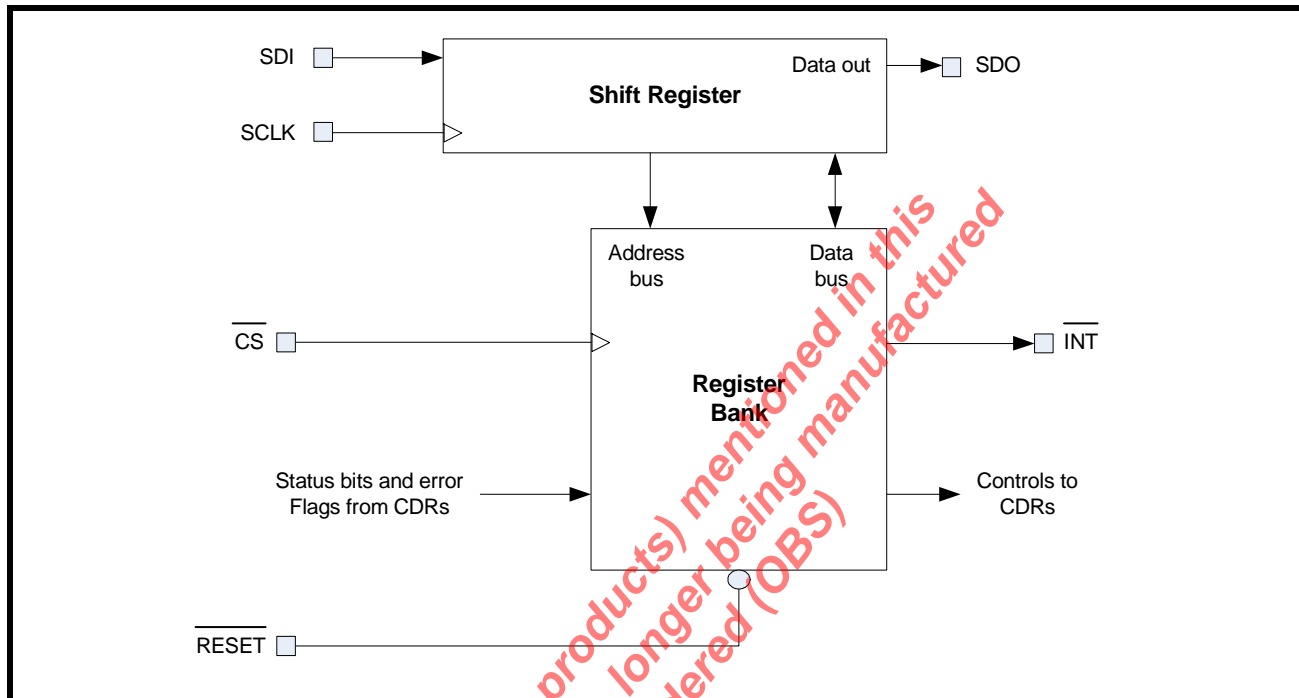 SDI
Data out
SDO
Shift Register
SCLK
Address
bus
Data
bus
CS
INT
Register
Bank
Status bits and error
Flags from CDRs
Controls to
CDRs
RESET
products) mentioned in this
longer being manufactured
(OBS)